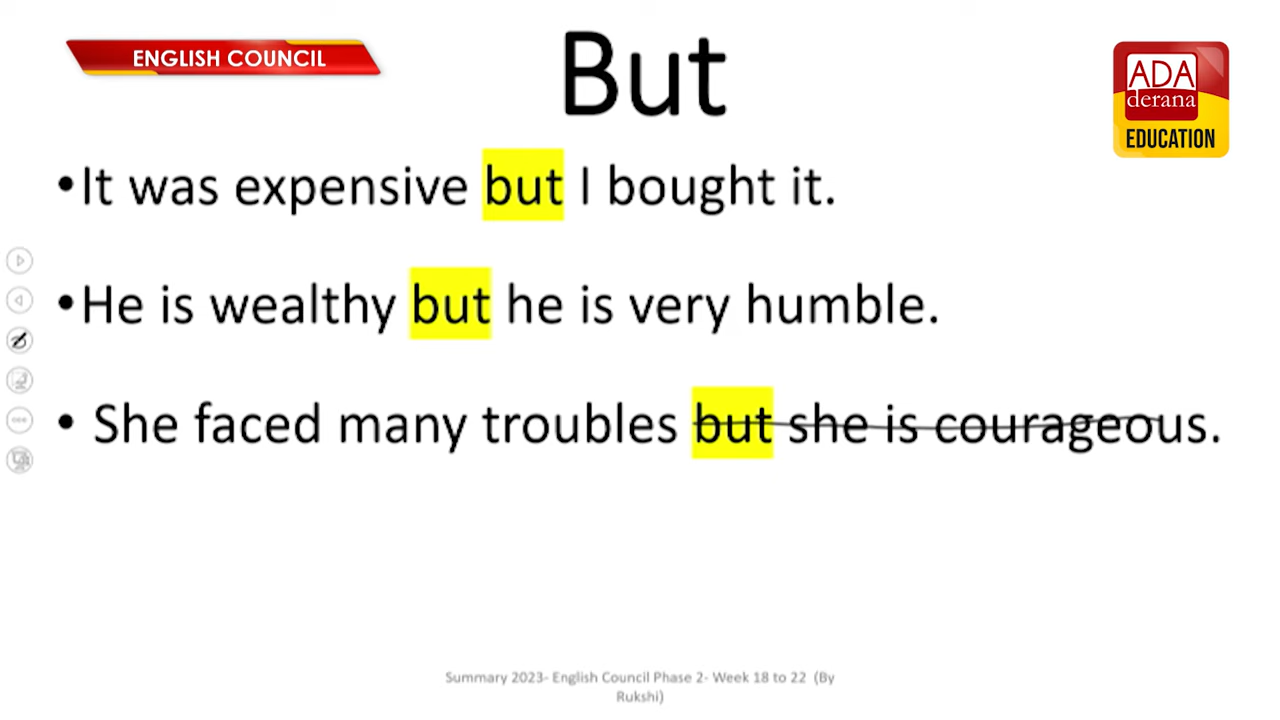 But
ENGLISH COUNCIL
ADA
derana
EDUCATION
•It was expensive but I bought it.
•He is wealthy but he is very humble.
• She faced many troubles but she is courageous.
Summary 2023- English Council Phase 2- Week 18 to 22 (By
Rukshi)